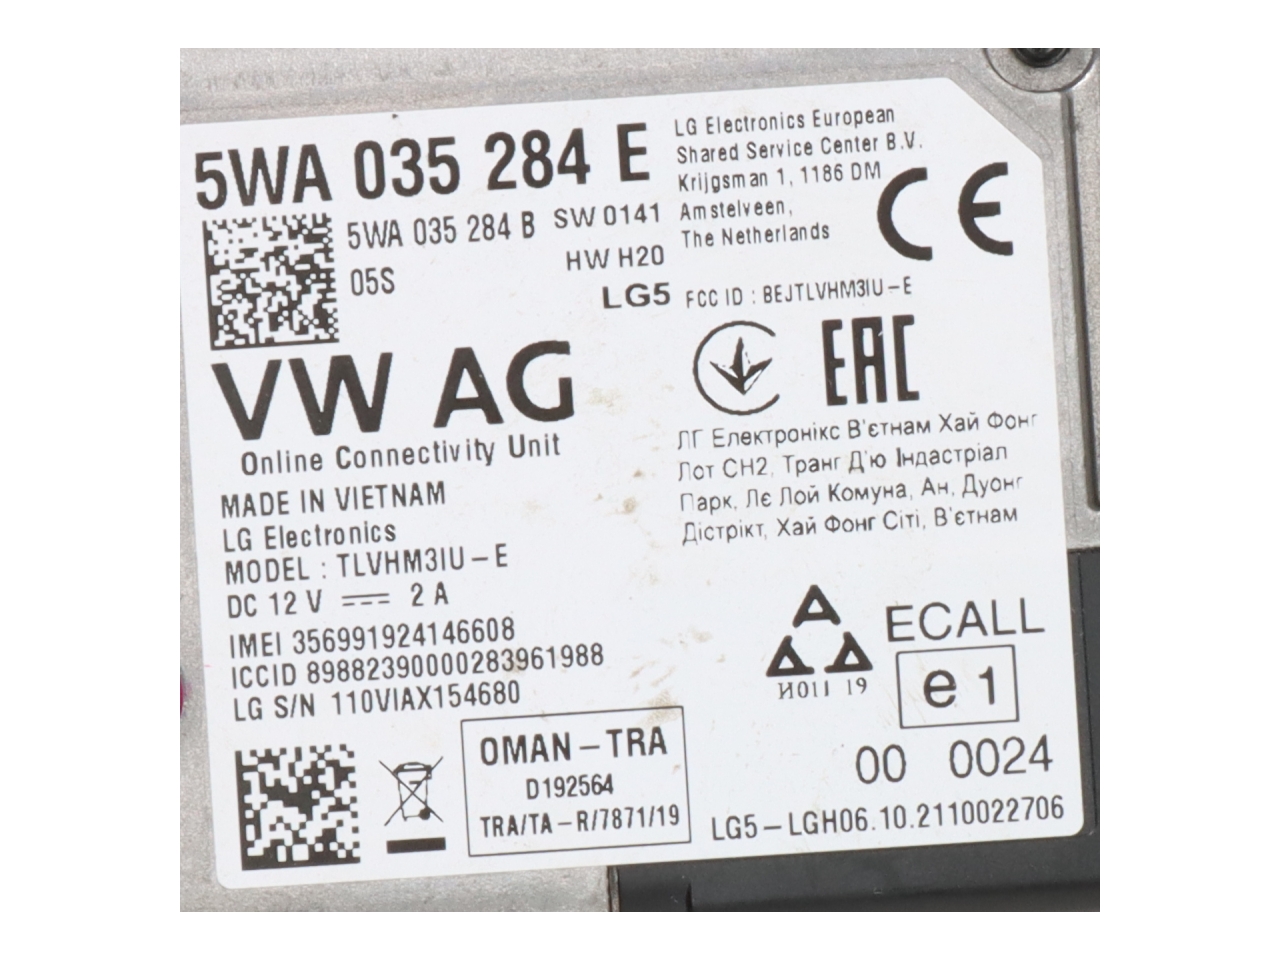 5WA 035 284 E
5WA 035 284 B
05S
SW 0141
HW H20
LG5
LG Electronics European
Shared Service Center B.V.
Krijgsman 1, 1186 DM
Amstelveen,
The Netherlands
CE
FCC ID : BEJTLVHM3IU-E
VW AG
Online Connectivity Unit
EAC
ЛГ Електронікс В'єтнам Хай Фонг
Лот СН2, Транг Д'ю Індастріал
Парк, Лє Лой Комуна, Ан, Дуонг
Дістрікт, Хай Фонг Сіті, В'єтнам
MADE IN VIETNAM
LG Electronics
MODEL : TLVHM3IU-E
DC 12 V ⎓ 2 A
IMEI 356991924146608
ICCID 89882390000283961988
LG S/N 110VIAX154680
И011 19
ECALL
e1
00 0024
OMAN-TRA
D192564
TRA/TA-R/7871/19
LG5-LGH06.10.2110022706